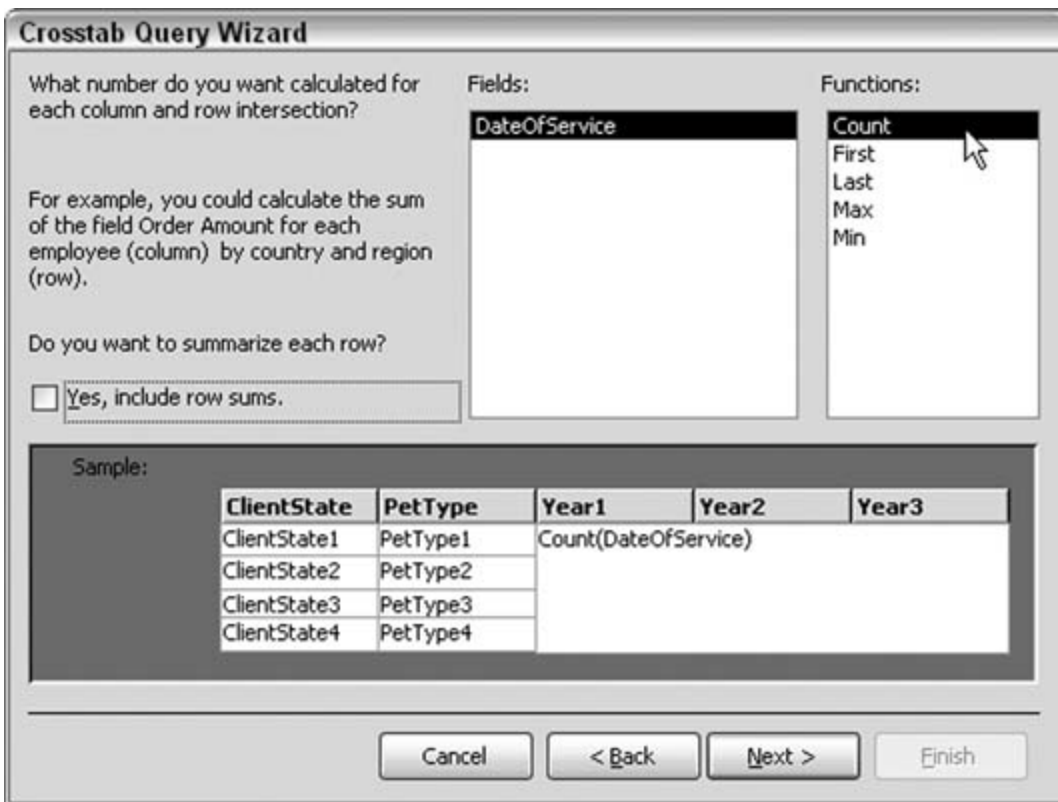 Crosstab Query Wizard
What number do you want calculated for
each column and row intersection?
For example, you could calculate the sum
of the field Order Amount for each
employee (column) by country and region
(row).
Do you want to summarize each row?
Yes, include row sums.
Fields:
DateOfService
Functions:
Count
First
Last
Max
Min
Sample:
ClientState PetType Year1 Year2 Year3
ClientState1 PetType1 Count(DateOfService)
ClientState2 PetType2
ClientState3 PetType3
ClientState4 PetType4
Cancel < Back Next > Finish